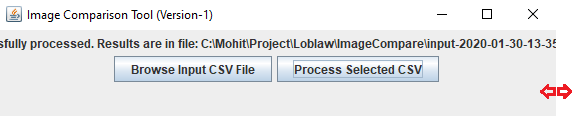 Image Comparison Tool (Version-1)
sfully processed. Results are in file: C:\Mohit\Project\Loblaw\ImageCompare\input-2020-01-30-13-35
Browse Input CSV File
Process Selected CSV